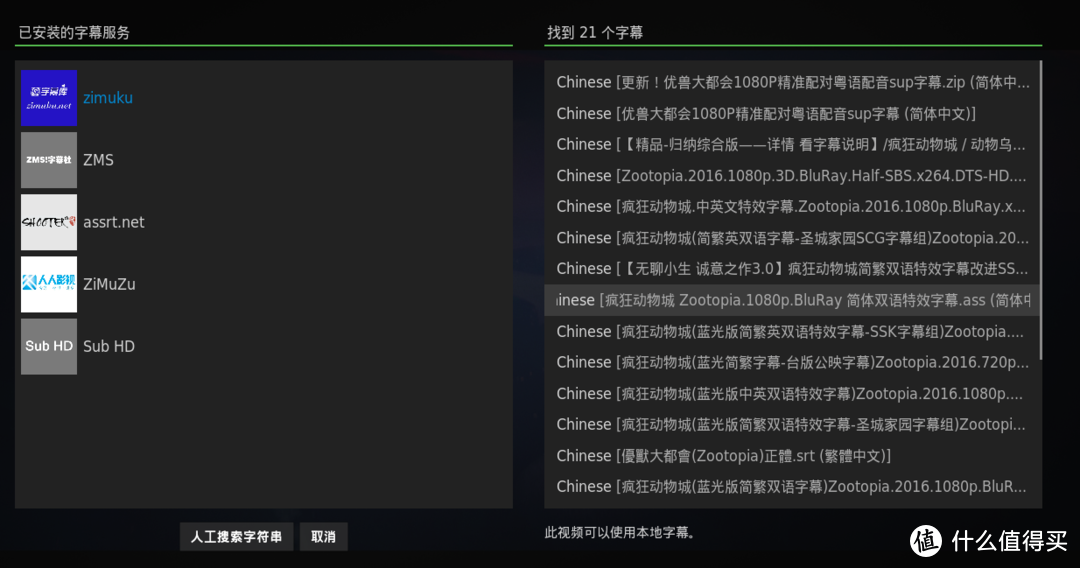 已安装的字幕服务
zimuku
zimuku.net
ZMS
ZMS!字幕社
assrt.net
SHOOTER
ZiMuZu
人人影视
Sub HD
Sub HD
人工搜索字符串
取消
找到 21 个字幕
Chinese [更新！优兽大都会1080P精准配对粤语配音sup字幕.zip (简体中...
Chinese [优兽大都会1080P精准配对粤语配音sup字幕 (简体中文)]
Chinese [【精品-归纳综合版——详情 看字幕说明】/疯狂动物城 / 动物乌...
Chinese [Zootopia.2016.1080p.3D.BluRay.Half-SBS.x264.DTS-HD....
Chinese [疯狂动物城.中英文特效字幕.Zootopia.2016.1080p.BluRay.x...
Chinese [疯狂动物城(简繁英双语字幕-圣城家园SCG字幕组)Zootopia.20...
Chinese [【无聊小生 诚意之作3.0】疯狂动物城简繁双语特效字幕改进SS...
inese [疯狂动物城 Zootopia.1080p.BluRay 简体双语特效字幕.ass (简体中
Chinese [疯狂动物城(蓝光版简繁英双语特效字幕-SSK字幕组)Zootopia....
Chinese [疯狂动物城(蓝光简繁字幕-台版公映字幕)Zootopia.2016.720p...
Chinese [疯狂动物城(蓝光版中英双语特效字幕)Zootopia.2016.1080p....
Chinese [疯狂动物城(蓝光版简繁双语特效字幕-圣城家园字幕组)Zootopi...
Chinese [優獸大都會(Zootopia)正體.srt (繁體中文)]
Chinese [疯狂动物城(蓝光版简繁双语字幕)Zootopia.2016.1080p.BluR...
此视频可以使用本地字幕。
值 什么值得买